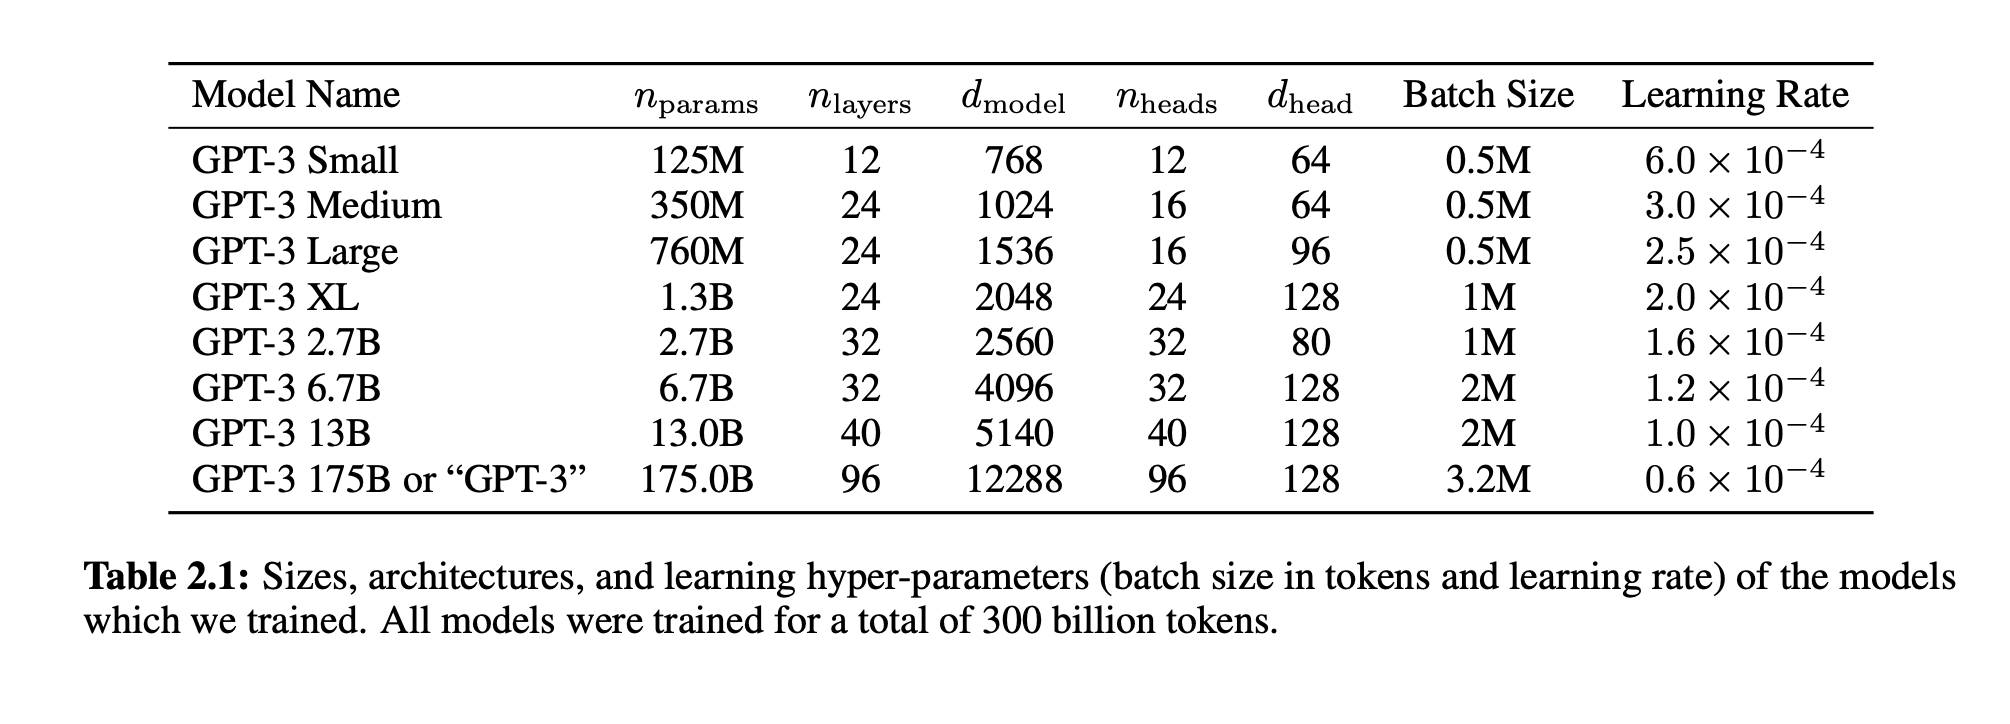 Model Name n_params n_layers d_model n_heads d_head Batch Size Learning Rate
GPT-3 Small 125M 12 768 12 64 0.5M 6.0 × 10⁻⁴
GPT-3 Medium 350M 24 1024 16 64 0.5M 3.0 × 10⁻⁴
GPT-3 Large 760M 24 1536 16 96 0.5M 2.5 × 10⁻⁴
GPT-3 XL 1.3B 24 2048 24 128 1M 2.0 × 10⁻⁴
GPT-3 2.7B 2.7B 32 2560 32 80 1M 1.6 × 10⁻⁴
GPT-3 6.7B 6.7B 32 4096 32 128 2M 1.2 × 10⁻⁴
GPT-3 13B 13.0B 40 5140 40 128 2M 1.0 × 10⁻⁴
GPT-3 175B or “GPT-3” 175.0B 96 12288 96 128 3.2M 0.6 × 10⁻⁴
Table 2.1: Sizes, architectures, and learning hyper-parameters (batch size in tokens and learning rate) of the models
which we trained. All models were trained for a total of 300 billion tokens.